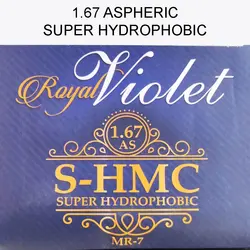 1.67 ASPHERIC
SUPER HYDROPHOBIC
Royal Violet
1.67
AS
S-HMC
SUPER HYDROPHOBIC
MR-7